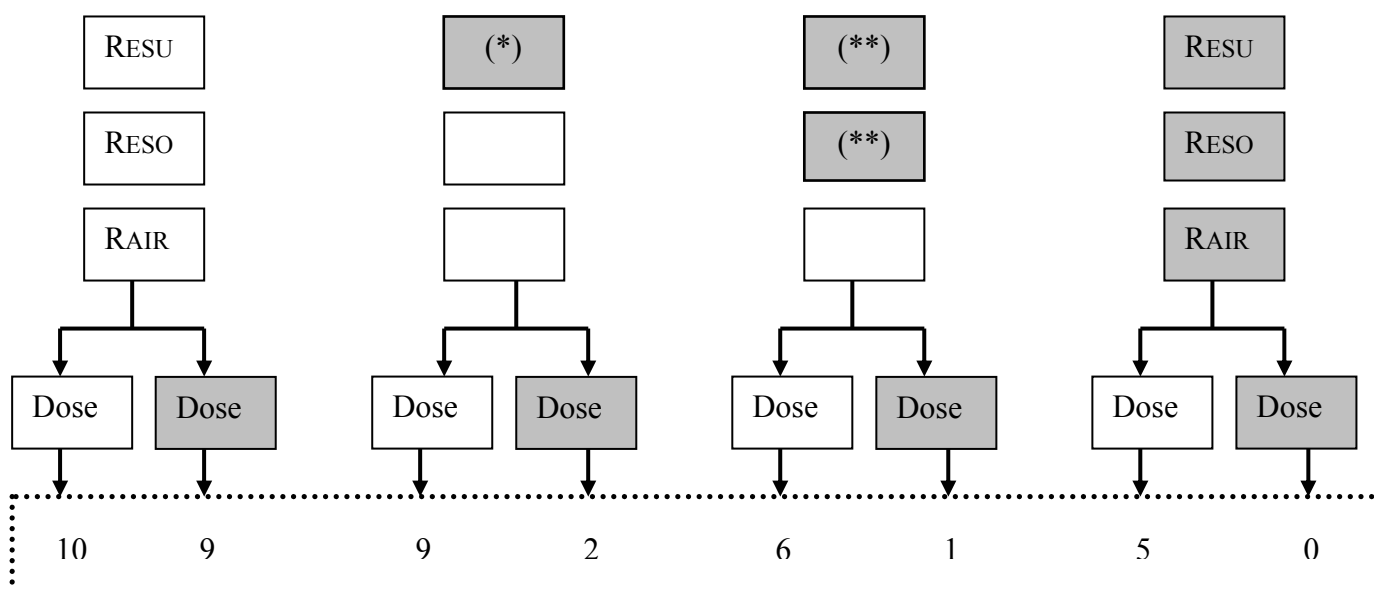 RESU (*) (**) RESU
RESO (**) RESO
RAIR RAIR
Dose Dose Dose Dose Dose Dose Dose Dose
10 9 9 2 6 1 5 0